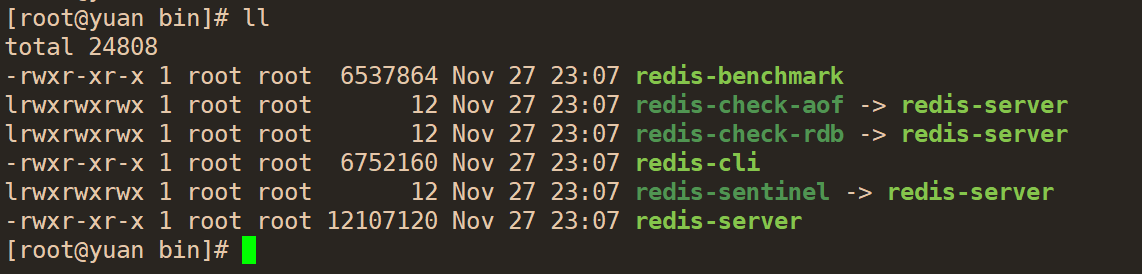 [root@yuan bin]# ll
total 24808
-rwxr-xr-x 1 root root  6537864 Nov 27 23:07 redis-benchmark
lrwxrwxrwx 1 root root       12 Nov 27 23:07 redis-check-aof -> redis-server
lrwxrwxrwx 1 root root       12 Nov 27 23:07 redis-check-rdb -> redis-server
-rwxr-xr-x 1 root root  6752160 Nov 27 23:07 redis-cli
lrwxrwxrwx 1 root root       12 Nov 27 23:07 redis-sentinel -> redis-server
-rwxr-xr-x 1 root root 12107120 Nov 27 23:07 redis-server
[root@yuan bin]#